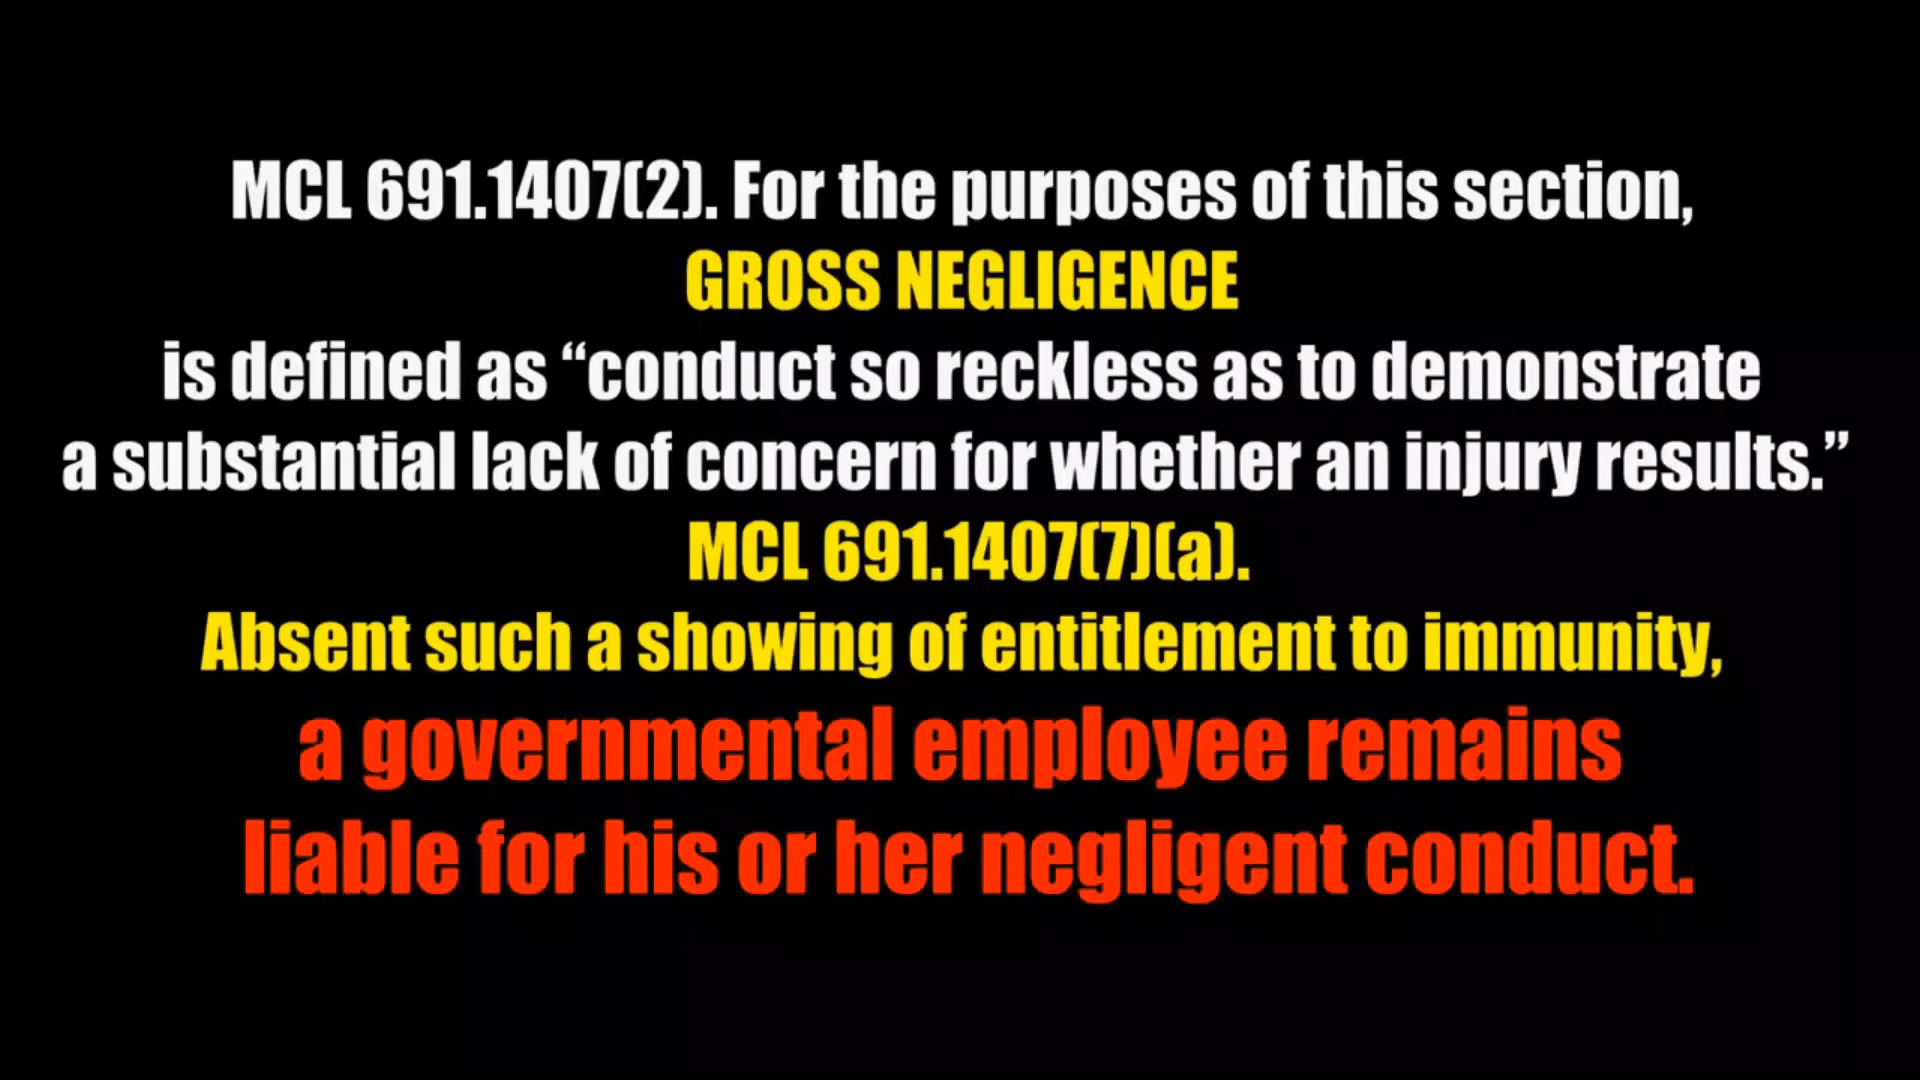 MCL 691.1407(2). For the purposes of this section,
GROSS NEGLIGENCE
is defined as “conduct so reckless as to demonstrate
a substantial lack of concern for whether an injury results.”
MCL 691.1407(7)(a).
Absent such a showing of entitlement to immunity,
a governmental employee remains
liable for his or her negligent conduct.